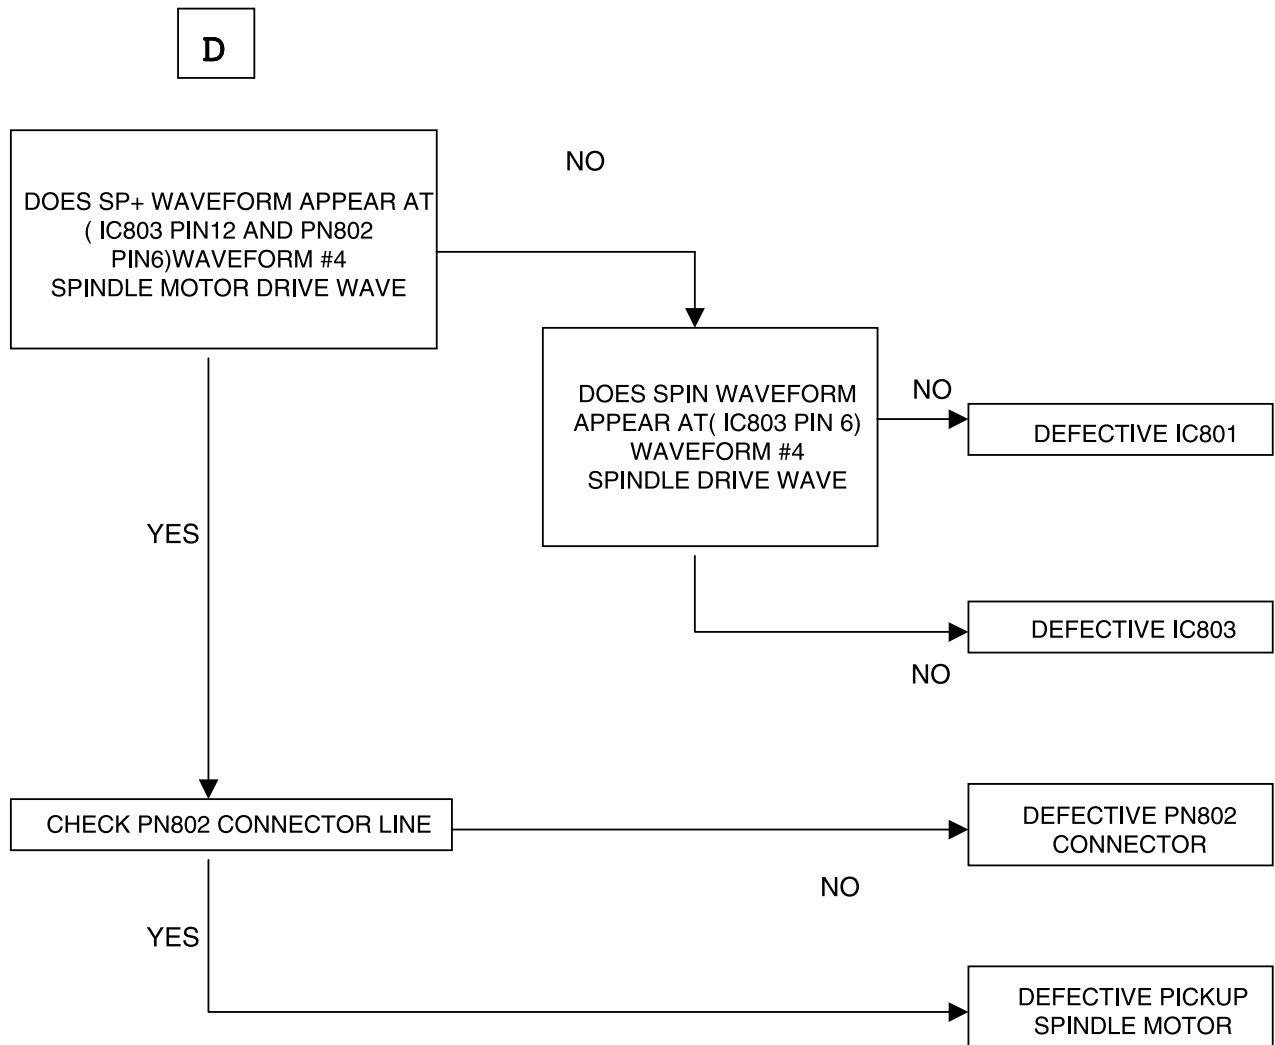 D
NO
DOES SP+ WAVEFORM APPEAR AT
( IC803 PIN12 AND PN802
PIN6)WAVEFORM #4
SPINDLE MOTOR DRIVE WAVE
DOES SPIN WAVEFORM
APPEAR AT( IC803 PIN 6)
WAVEFORM #4
SPINDLE DRIVE WAVE
NO
DEFECTIVE IC801
YES
DEFECTIVE IC803
NO
CHECK PN802 CONNECTOR LINE
DEFECTIVE PN802
CONNECTOR
NO
YES
DEFECTIVE PICKUP
SPINDLE MOTOR